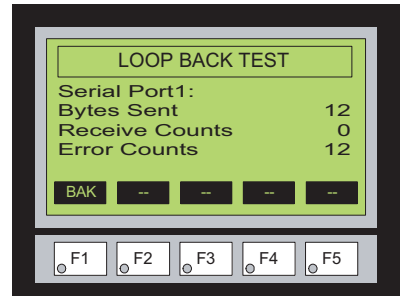 LOOP BACK TEST
Serial Port1:
Bytes Sent 12
Receive Counts 0
Error Counts 12
BAK -- -- -- --
F1 F2 F3 F4 F5